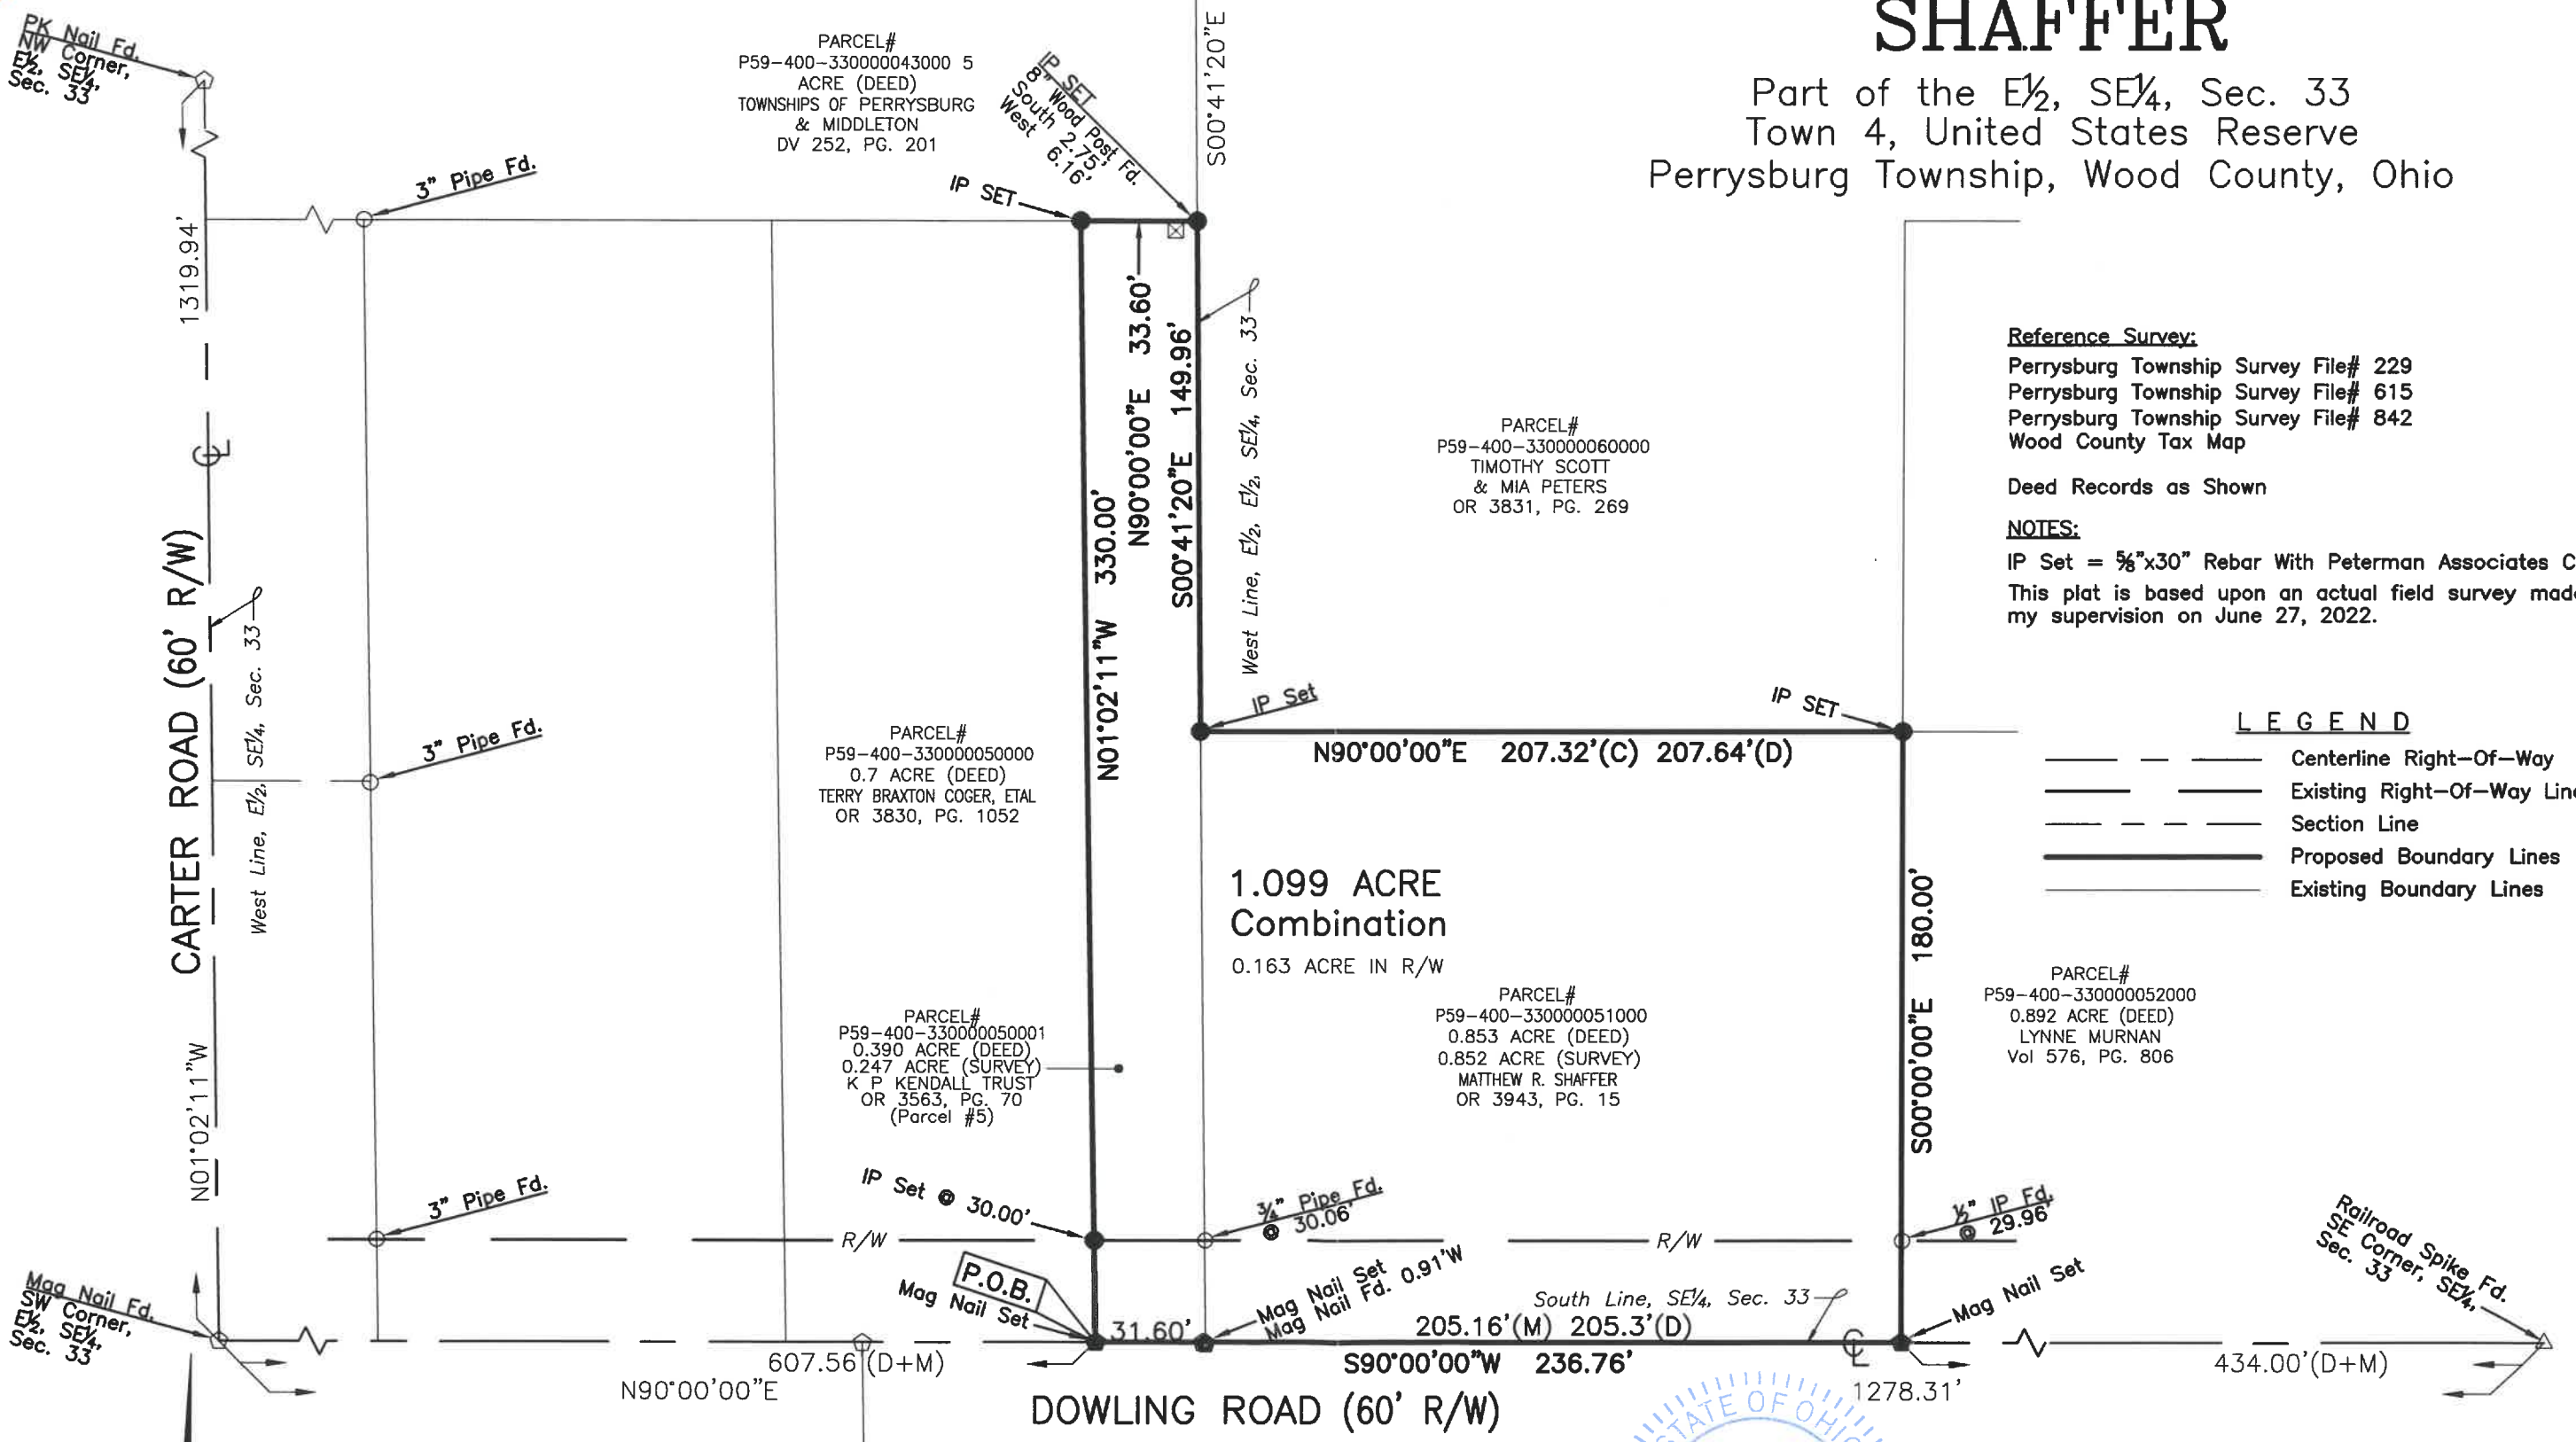 SHAFFER
Part of the E½, SE¼, Sec. 33
Town 4, United States Reserve
Perrysburg Township, Wood County, Ohio
PK Nail Fd.
NW Corner,
E½, SE¼,
Sec. 33
PARCEL#
P59-400-330000043000 5
ACRE (DEED)
TOWNSHIPS OF PERRYSBURG
& MIDDLETON
DV 252, PG. 201
IP SET
8" Wood Post Fd.
South 2.75'
West 6.16'
S00°41'20"E
3" Pipe Fd.
IP SET
1319.94'
N90°00'00"E 33.60'
S00°41'20"E 149.96'
West Line, E½, E½, SE¼, Sec. 33
N01°02'11"W 330.00'
Reference Survey:
Perrysburg Township Survey File# 229
Perrysburg Township Survey File# 615
Perrysburg Township Survey File# 842
Wood County Tax Map
Deed Records as Shown
NOTES:
IP Set = ⅝"x30" Rebar With Peterman Associates C
This plat is based upon an actual field survey mad
my supervision on June 27, 2022.
PARCEL#
P59-400-330000060000
TIMOTHY SCOTT
& MIA PETERS
OR 3831, PG. 269
CARTER ROAD (60' R/W)
West Line, E½, SE¼, Sec. 33
3" Pipe Fd.
PARCEL#
P59-400-330000050000
0.7 ACRE (DEED)
TERRY BRAXTON COGER, ETAL
OR 3830, PG. 1052
IP Set
IP SET
N90°00'00"E 207.32'(C) 207.64'(D)
LEGEND
Centerline Right-Of-Way
Existing Right-Of-Way Line
Section Line
Proposed Boundary Lines
Existing Boundary Lines
1.099 ACRE
Combination
0.163 ACRE IN R/W
S00°00'00"E 180.00'
PARCEL#
P59-400-330000050001
0.390 ACRE (DEED)
0.247 ACRE (SURVEY)
K P KENDALL TRUST
OR 3563, PG. 70
(Parcel #5)
PARCEL#
P59-400-330000051000
0.853 ACRE (DEED)
0.852 ACRE (SURVEY)
MATTHEW R. SHAFFER
OR 3943, PG. 15
PARCEL#
P59-400-330000052000
0.892 ACRE (DEED)
LYNNE MURNAN
Vol 576, PG. 806
N01°02'11"W
3" Pipe Fd.
IP Set @ 30.00'
¾" Pipe Fd.
@ 30.06'
½" IP Fd.
@ 29.96'
R/W
R/W
Railroad Spike Fd.
SE Corner, SE¼,
Sec. 33
Mag Nail Fd.
SW Corner,
E½, SE¼,
Sec. 33
P.O.B.
Mag Nail Set
Mag Nail Set
Mag Nail Fd. 0.91'W
South Line, SE¼, Sec. 33
Mag Nail Set
31.60'
205.16'(M) 205.3'(D)
607.56 (D+M)
S90°00'00"W 236.76'
434.00'(D+M)
N90°00'00"E
1278.31'
DOWLING ROAD (60' R/W)
STATE OF OHIO